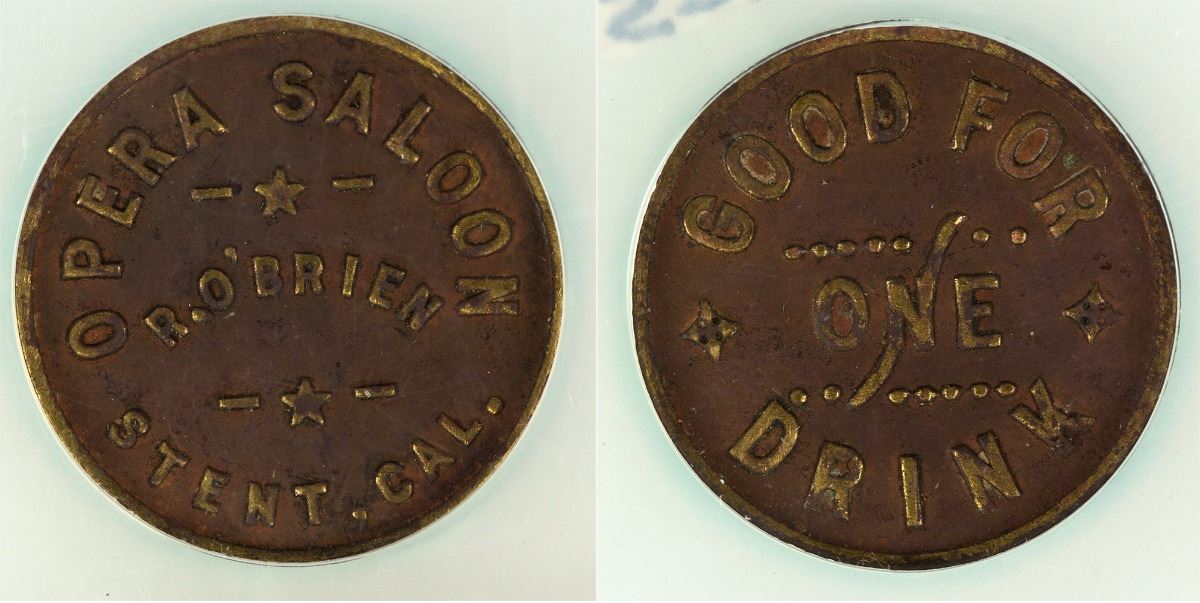 OPERA SALOON
R. O'BRIEN
STENT, CAL.
GOOD FOR
ONE
DRINK